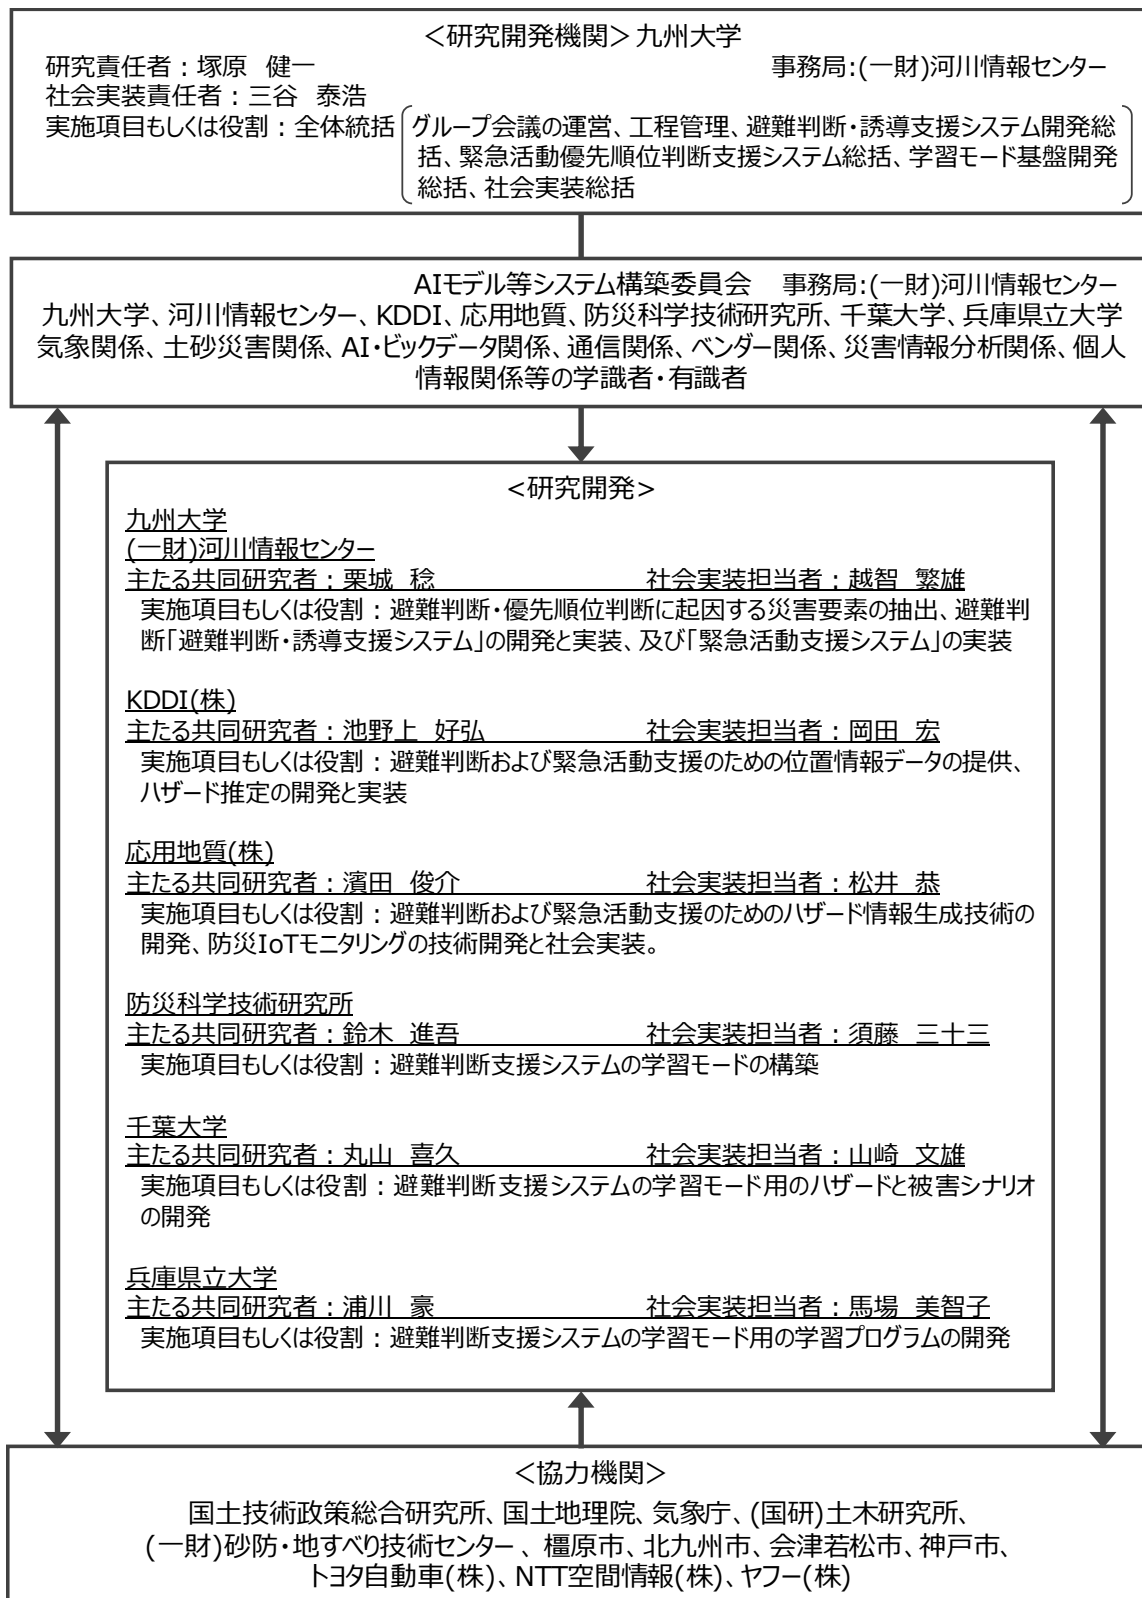 ＜研究開発機関＞九州大学
研究責任者：塚原　健一　事務局:(一財)河川情報センター
社会実装責任者：三谷　泰浩
実施項目もしくは役割：全体統括 グループ会議の運営、工程管理、避難判断・誘導支援システム開発総
括、緊急活動優先順位判断支援システム総括、学習モード基盤開発
総括、社会実装総括
AIモデル等システム構築委員会　事務局:(一財)河川情報センター
九州大学、河川情報センター、KDDI、応用地質、防災科学技術研究所、千葉大学、兵庫県立大学
気象関係、土砂災害関係、AI・ビックデータ関係、通信関係、ベンダー関係、災害情報分析関係、個人
情報関係等の学識者・有識者
＜研究開発＞
九州大学
(一財)河川情報センター
主たる共同研究者：栗城　稔　社会実装担当者：越智　繁雄
実施項目もしくは役割：避難判断・優先順位判断に起因する災害要素の抽出、避難判
断「避難判断・誘導支援システム」の開発と実装、及び「緊急活動支援システム」の実装
KDDI(株)
主たる共同研究者：池野上　好弘　社会実装担当者：岡田　宏
実施項目もしくは役割：避難判断および緊急活動支援のための位置情報データの提供、
ハザード推定の開発と実装
応用地質(株)
主たる共同研究者：濱田　俊介　社会実装担当者：松井　恭
実施項目もしくは役割：避難判断および緊急活動支援のためのハザード情報生成技術の
開発、防災IoTモニタリングの技術開発と社会実装。
防災科学技術研究所
主たる共同研究者：鈴木　進吾　社会実装担当者：須藤　三十三
実施項目もしくは役割：避難判断支援システムの学習モードの構築
千葉大学
主たる共同研究者：丸山　喜久　社会実装担当者：山崎　文雄
実施項目もしくは役割：避難判断支援システムの学習モード用のハザードと被害シナリオ
の開発
兵庫県立大学
主たる共同研究者：浦川　豪　社会実装担当者：馬場　美智子
実施項目もしくは役割：避難判断支援システムの学習モード用の学習プログラムの開発
＜協力機関＞
国土技術政策総合研究所、国土地理院、気象庁、(国研)土木研究所、
(一財)砂防・地すべり技術センター 、橿原市、北九州市、会津若松市、神戸市、
トヨタ自動車(株)、NTT空間情報(株)、ヤフー(株)